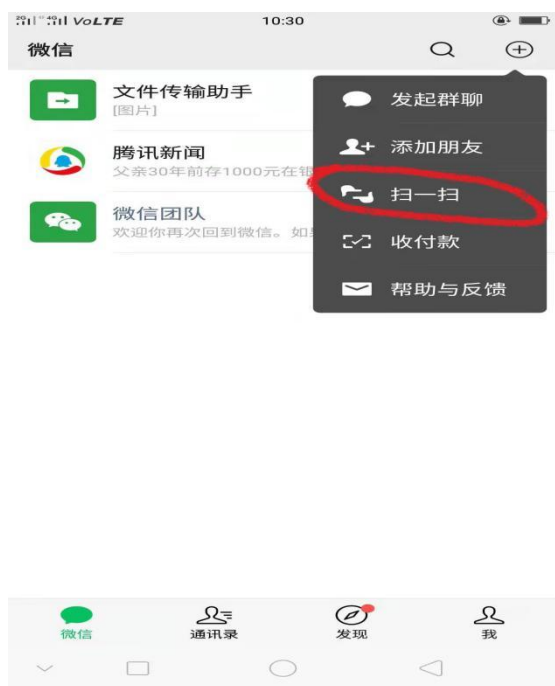 VoLTE
10:30
微信
文件传输助手
[图片]
腾讯新闻
父亲30年前存1000元在银
微信团队
欢迎你再次回到微信。如
发起群聊
添加朋友
扫一扫
收付款
帮助与反馈
微信
通讯录
发现
我